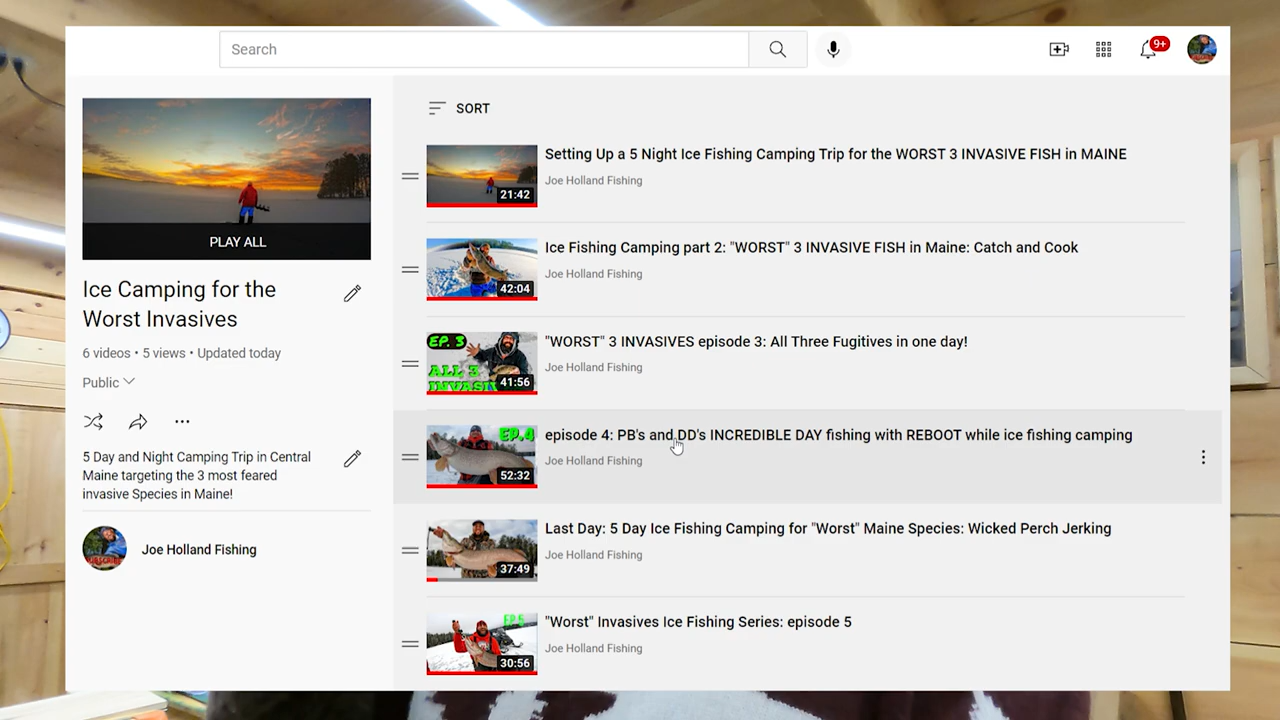 Search
9+
PLAY ALL
Ice Camping for the
Worst Invasives
6 videos • 5 views • Updated today
Public
5 Day and Night Camping Trip in Central
Maine targeting the 3 most feared
invasive Species in Maine!
Joe Holland Fishing
SORT
Setting Up a 5 Night Ice Fishing Camping Trip for the WORST 3 INVASIVE FISH in MAINE
Joe Holland Fishing
21:42
Ice Fishing Camping part 2: "WORST" 3 INVASIVE FISH in Maine: Catch and Cook
Joe Holland Fishing
42:04
"WORST" 3 INVASIVES episode 3: All Three Fugitives in one day!
Joe Holland Fishing
EP. 3
ALL 3
INVASIV
41:56
episode 4: PB's and DD's INCREDIBLE DAY fishing with REBOOT while ice fishing camping
Joe Holland Fishing
EP.4
52:32
Last Day: 5 Day Ice Fishing Camping for "Worst" Maine Species: Wicked Perch Jerking
Joe Holland Fishing
37:49
"Worst" Invasives Ice Fishing Series: episode 5
Joe Holland Fishing
EP.5
30:56